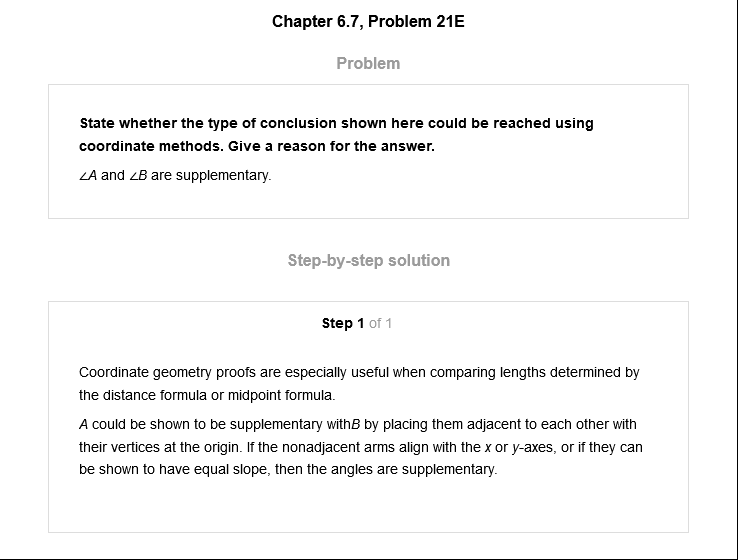 Chapter 6.7, Problem 21E
Problem
State whether the type of conclusion shown here could be reached using
coordinate methods. Give a reason for the answer.
∠A and ∠B are supplementary.
Step-by-step solution
Step 1 of 1
Coordinate geometry proofs are especially useful when comparing lengths determined by
the distance formula or midpoint formula.
A could be shown to be supplementary withB by placing them adjacent to each other with
their vertices at the origin. If the nonadjacent arms align with the x or y-axes, or if they can
be shown to have equal slope, then the angles are supplementary.